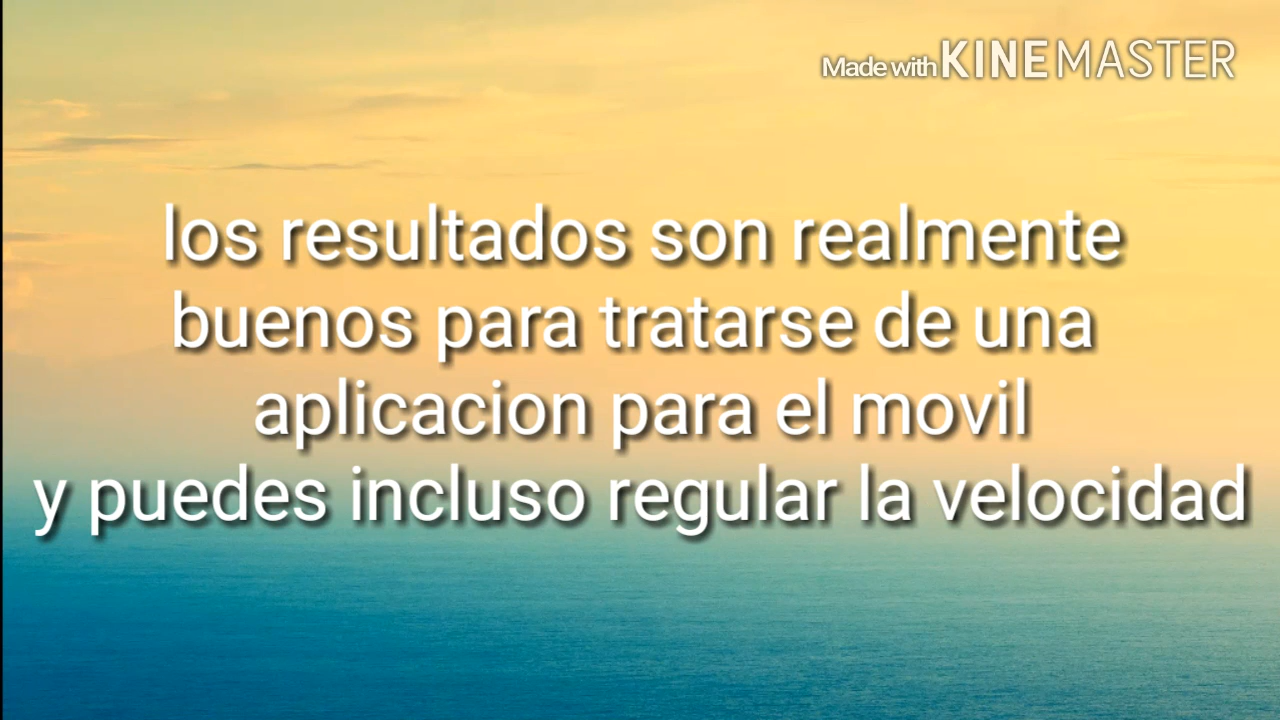 Made with KINEMASTER
los resultados son realmente
buenos para tratarse de una
aplicacion para el movil
y puedes incluso regular la velocidad